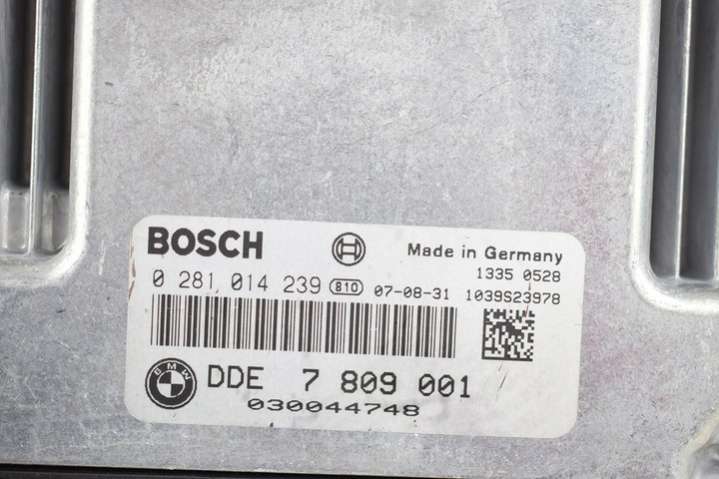 BOSCH Made in Germany
1335 0528
0 281 014 239 810 07-08-31 1039S23978
BMW DDE 7 809 001
030044748